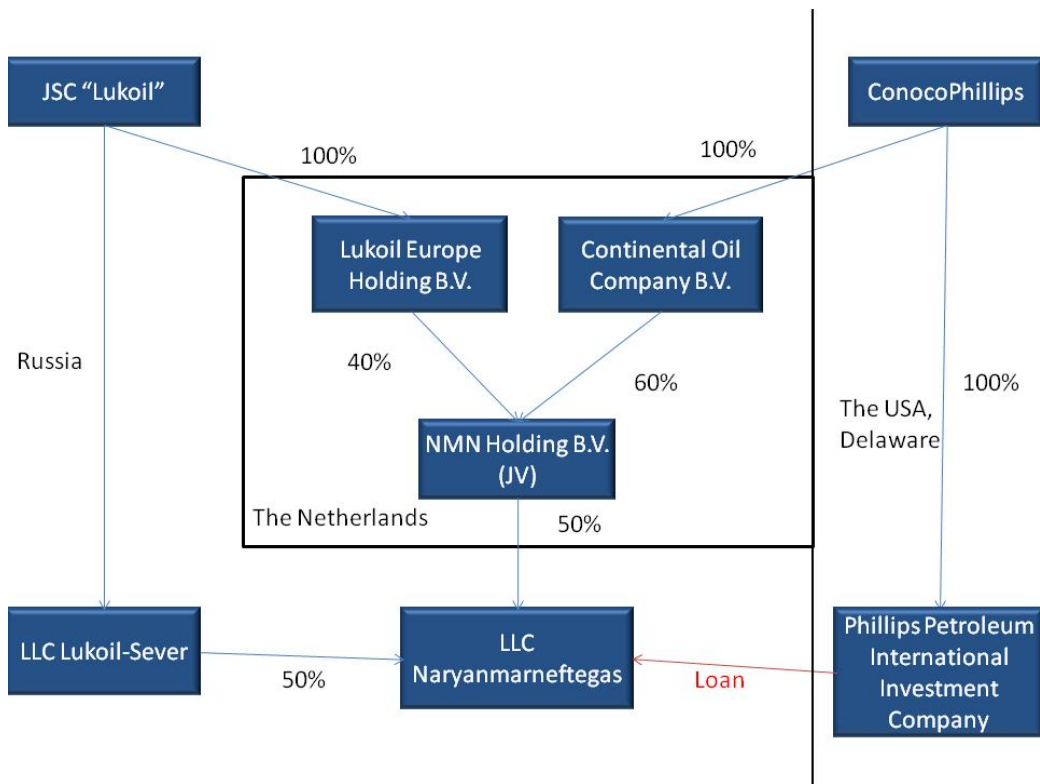 JSC “Lukoil”
ConocoPhillips
100%
100%
Lukoil Europe
Holding B.V.
Continental Oil
Company B.V.
Russia
40%
60%
100%
The USA,
Delaware
NMN Holding B.V.
(JV)
The Netherlands
50%
LLC Lukoil-Sever
50%
LLC
Naryanmarneftegas
Loan
Phillips Petroleum
International
Investment
Company